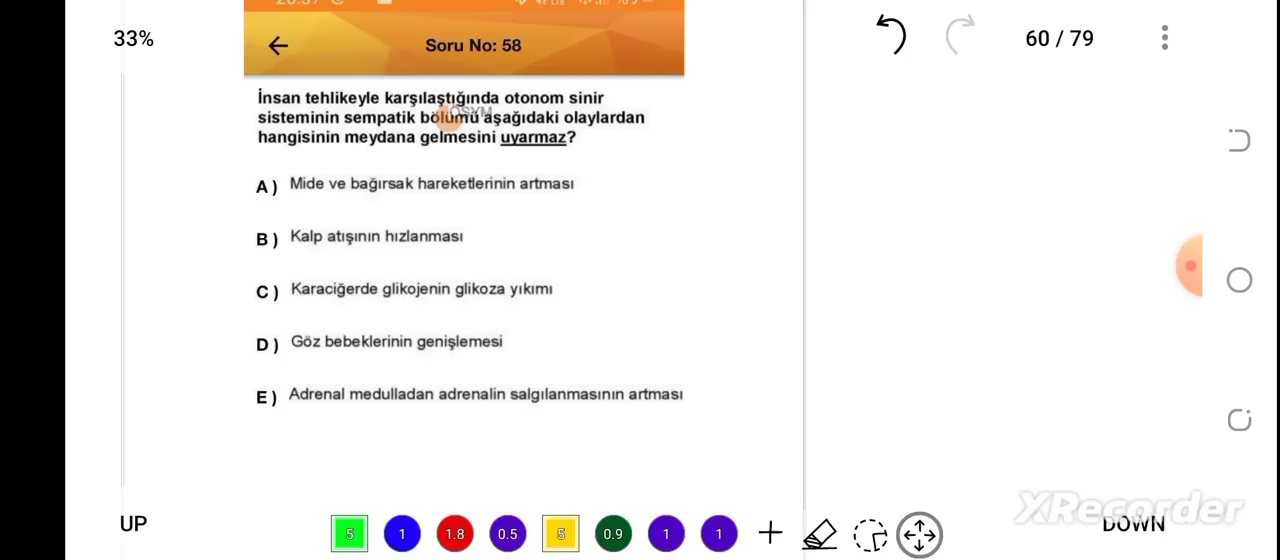 33%
Soru No: 58
60 / 79
İnsan tehlikeyle karşılaştığında otonom sinir
ÖSYM
sisteminin sempatik bölümü aşağıdaki olaylardan
hangisinin meydana gelmesini uyarmaz?
A ) Mide ve bağırsak hareketlerinin artması
B ) Kalp atışının hızlanması
C ) Karaciğerde glikojenin glikoza yıkımı
D ) Göz bebeklerinin genişlemesi
E ) Adrenal medulladan adrenalin salgılanmasının artması
XRecorder
UP
DOWN
5 1 1.8 0.5 5 0.9 1 1